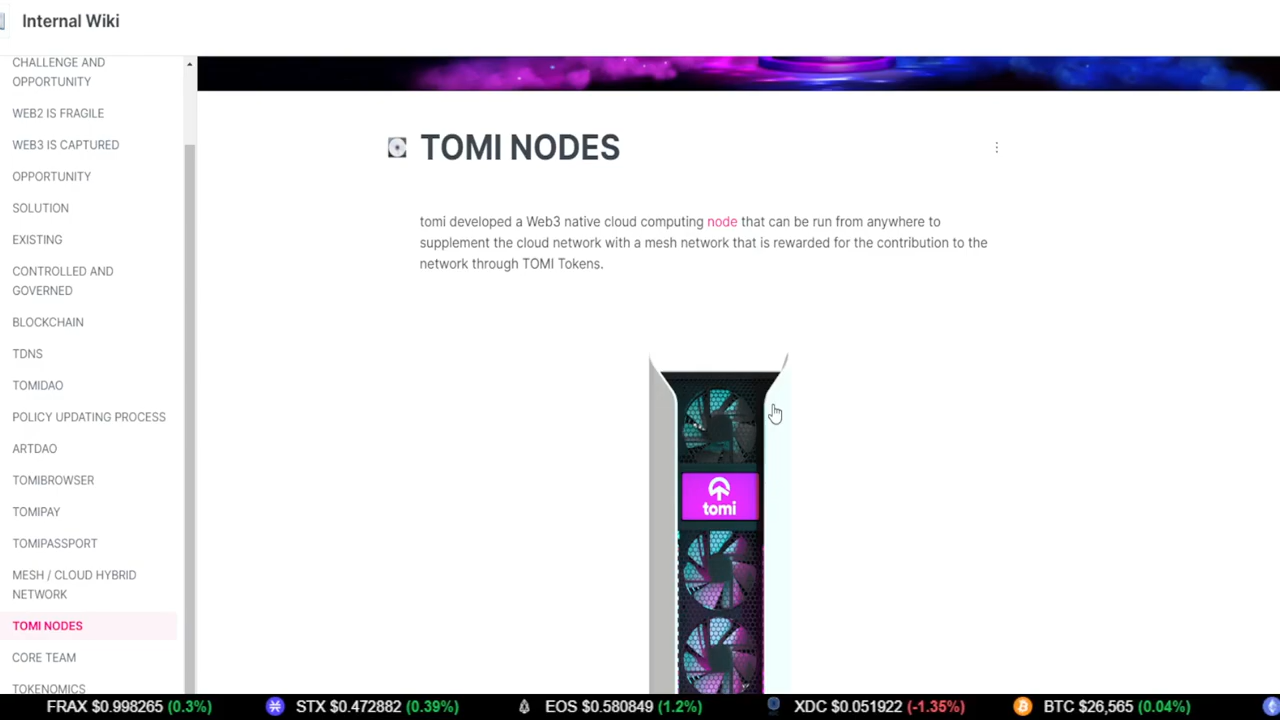 Internal Wiki
CHALLENGE AND
OPPORTUNITY
WEB2 IS FRAGILE
WEB3 IS CAPTURED
OPPORTUNITY
SOLUTION
EXISTING
CONTROLLED AND
GOVERNED
BLOCKCHAIN
TDNS
TOMIDAO
POLICY UPDATING PROCESS
ARTDAO
TOMIBROWSER
TOMIPAY
TOMIPASSPORT
MESH / CLOUD HYBRID
NETWORK
TOMI NODES
CORE TEAM
TOKENOMICS
TOMI NODES
tomi developed a Web3 native cloud computing node that can be run from anywhere to
supplement the cloud network with a mesh network that is rewarded for the contribution to the
network through TOMI Tokens.
tomi
FRAX $0.998265 (0.3%) STX $0.472882 (0.39%) EOS $0.580849 (1.2%) XDC $0.051922 (-1.35%) BTC $26,565 (0.04%)